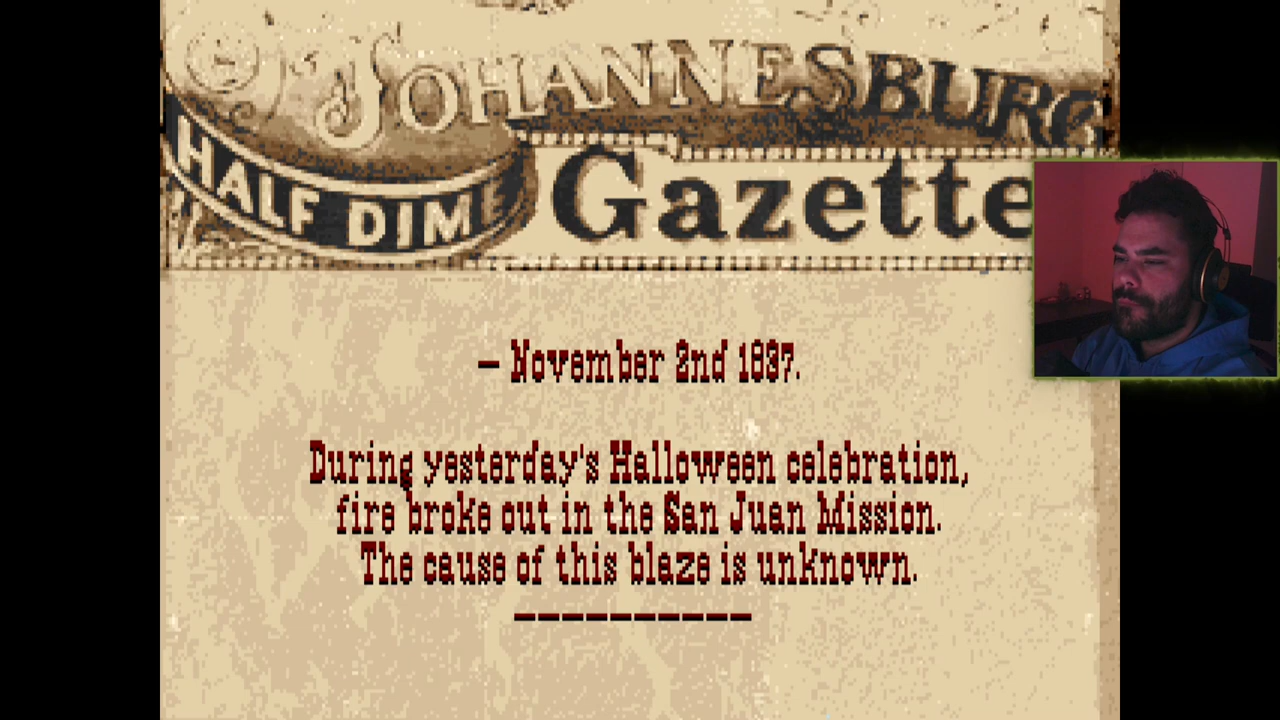 JOHANNESBURG
HALF DIME
Gazette
- November 2nd 1837.
During yesterday's Halloween celebration,
fire broke out in the San Juan Mission.
The cause of this blaze is unknown.
----------